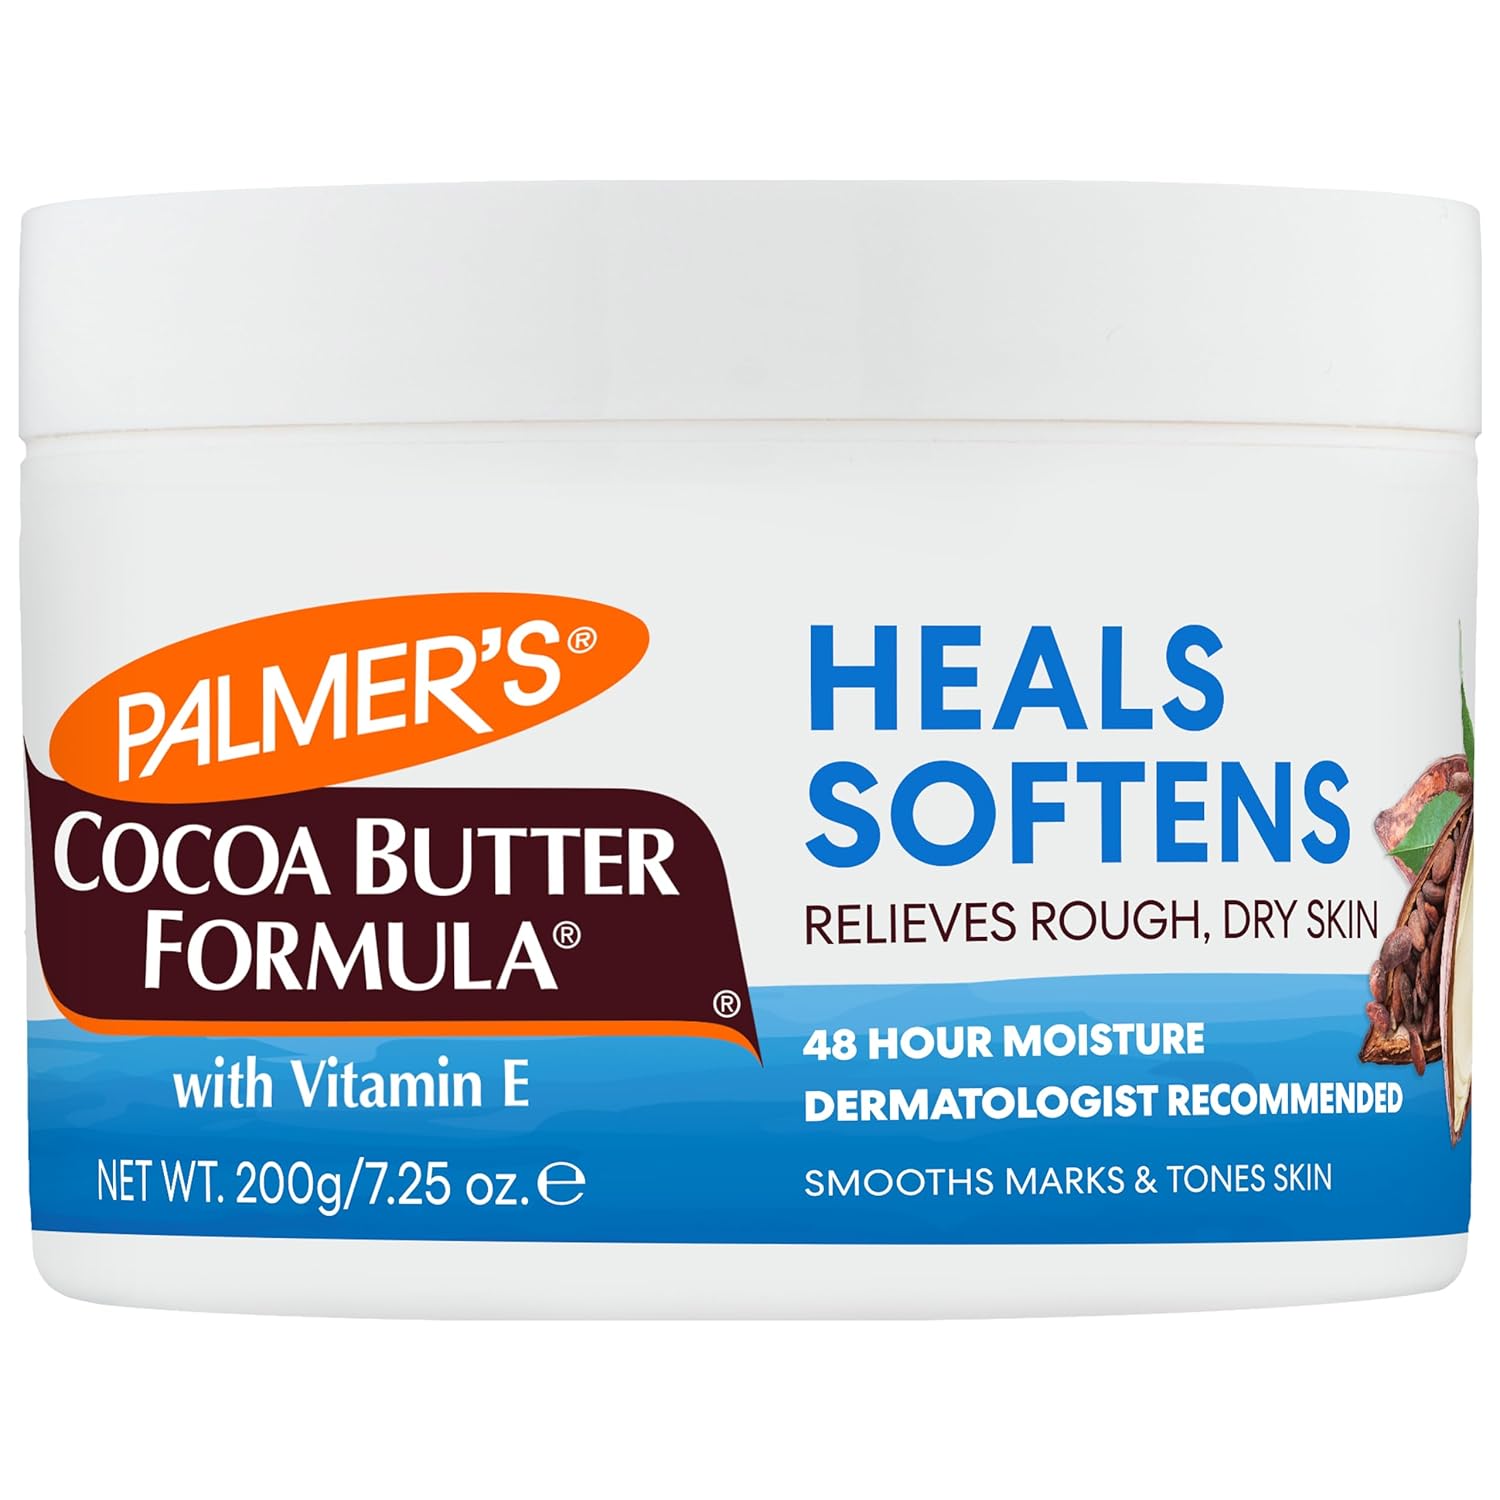 PALMER'S®
COCOA BUTTER
FORMULA®
®
with Vitamin E
NET WT. 200g/7.25 oz. ℮
HEALS
SOFTENS
RELIEVES ROUGH, DRY SKIN
48 HOUR MOISTURE
DERMATOLOGIST RECOMMENDED
SMOOTHS MARKS & TONES SKIN